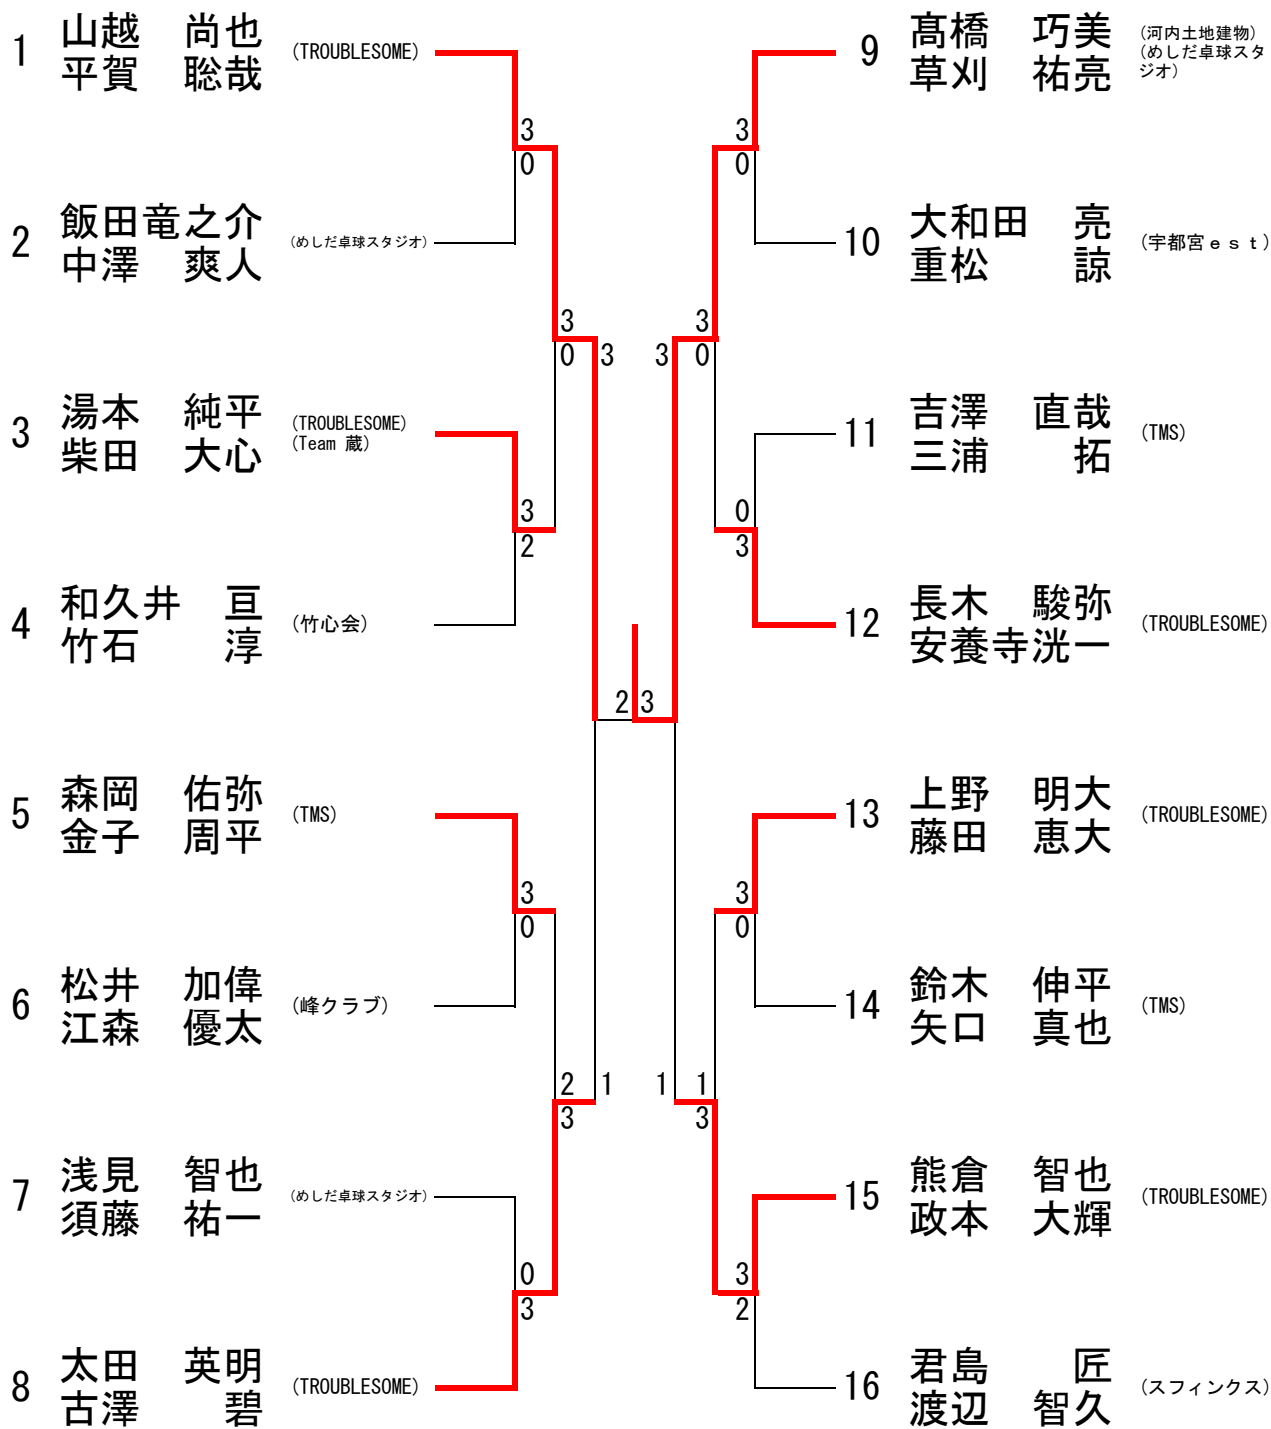 1 山越 尚也 (TROUBLESOME)
平賀 聡哉
2 飯田竜之介 (めしだ卓球スタジオ)
中澤 爽人
3 湯本 純平 (TROUBLESOME)
柴田 大心 (Team 蔵)
4 和久井 亘 (竹心会)
竹石 淳
5 森岡 佑弥 (TMS)
金子 周平
6 松井 加偉 (峰クラブ)
江森 優太
7 浅見 智也 (めしだ卓球スタジオ)
須藤 祐一
8 太田 英明 (TROUBLESOME)
古澤 碧
3
0
3
0 3
3
2
3
0
2 1
3
0
3
2 3
3
0
3
3 0
0
3
3
0
1 1
3
3
2
9 髙橋 巧美 (河内土地建物)
草刈 祐亮 (めしだ卓球スタ
ジオ)
10 大和田 亮 (宇都宮ｅｓｔ)
重松 諒
11 吉澤 直哉 (TMS)
三浦 拓
12 長木 駿弥 (TROUBLESOME)
安養寺洸一
13 上野 明大 (TROUBLESOME)
藤田 恵大
14 鈴木 伸平 (TMS)
矢口 真也
15 熊倉 智也 (TROUBLESOME)
政本 大輝
16 君島 匠 (スフィンクス)
渡辺 智久